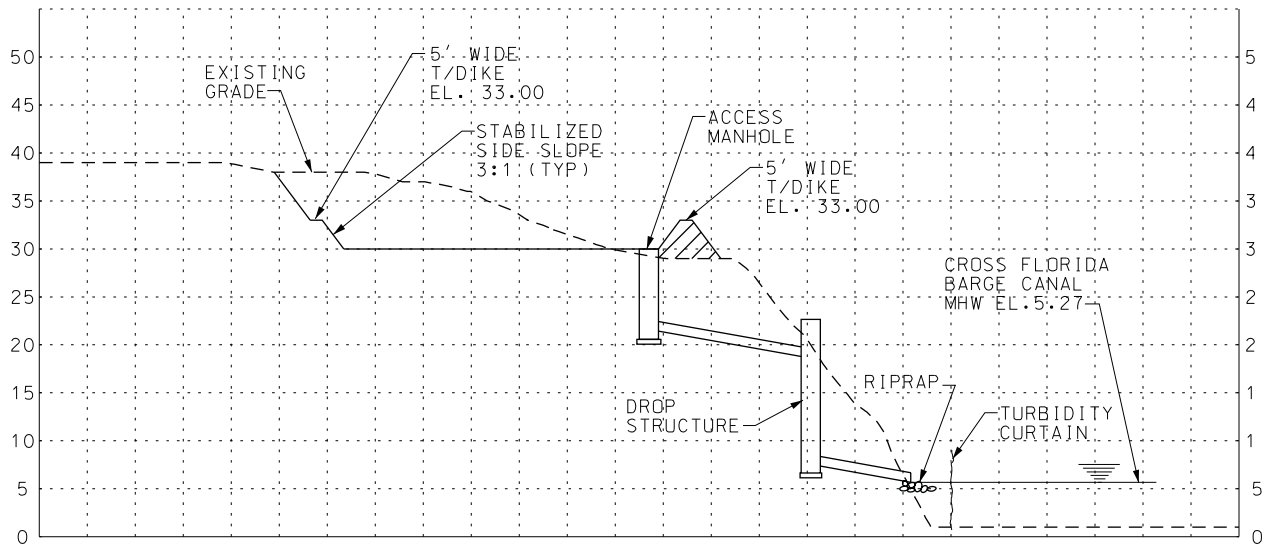 50
45
40
35
30
25
20
15
10
5
0
EXISTING
GRADE
5' WIDE
T/DIKE
EL. 33.00
STABILIZED
SIDE SLOPE
3:1 (TYP)
ACCESS
MANHOLE
5' WIDE
T/DIKE
EL. 33.00
CROSS FLORIDA
BARGE CANAL
MHW EL.5.27
DROP
STRUCTURE
RIPRAP
TURBIDITY
CURTAIN
5
4
4
3
3
2
2
1
1
5
0